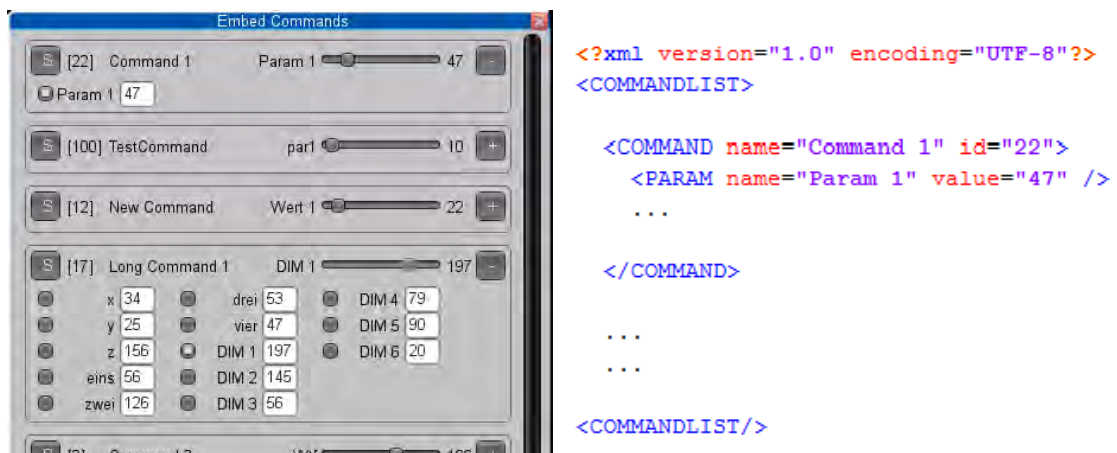 Embed Commands
S [22] Command 1 Param 1 47 -
Param 1 47
S [100] TestCommand par1 10 +
S [12] New Command Wert 1 22 +
S [17] Long Command 1 DIM 1 197 -
x 34 drei 53 DIM 4 79
y 25 vier 47 DIM 5 90
z 156 DIM 1 197 DIM 6 20
eins 56 DIM 2 145
zwei 126 DIM 3 56
<?xml version="1.0" encoding="UTF-8"?>
<COMMANDLIST>
<COMMAND name="Command 1" id="22">
<PARAM name="Param 1" value="47" />
...
</COMMAND>
...
...
<COMMANDLIST/>